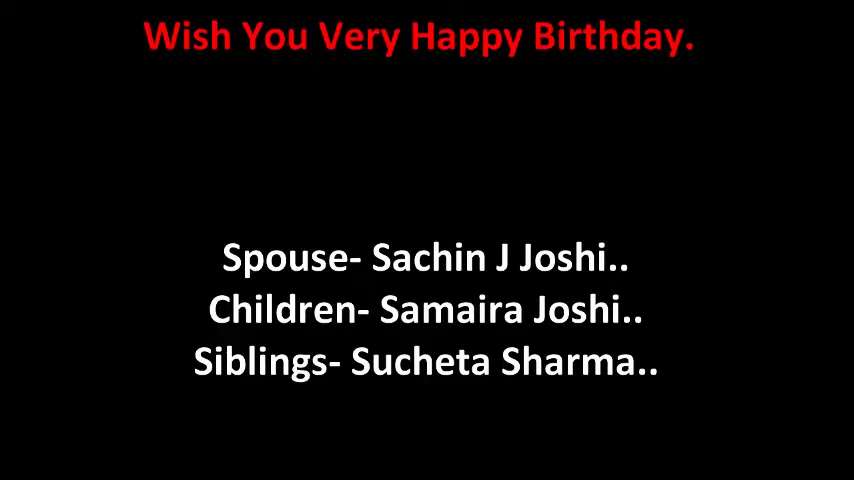 Wish You Very Happy Birthday.
Spouse- Sachin J Joshi..
Children- Samaira Joshi..
Siblings- Sucheta Sharma..